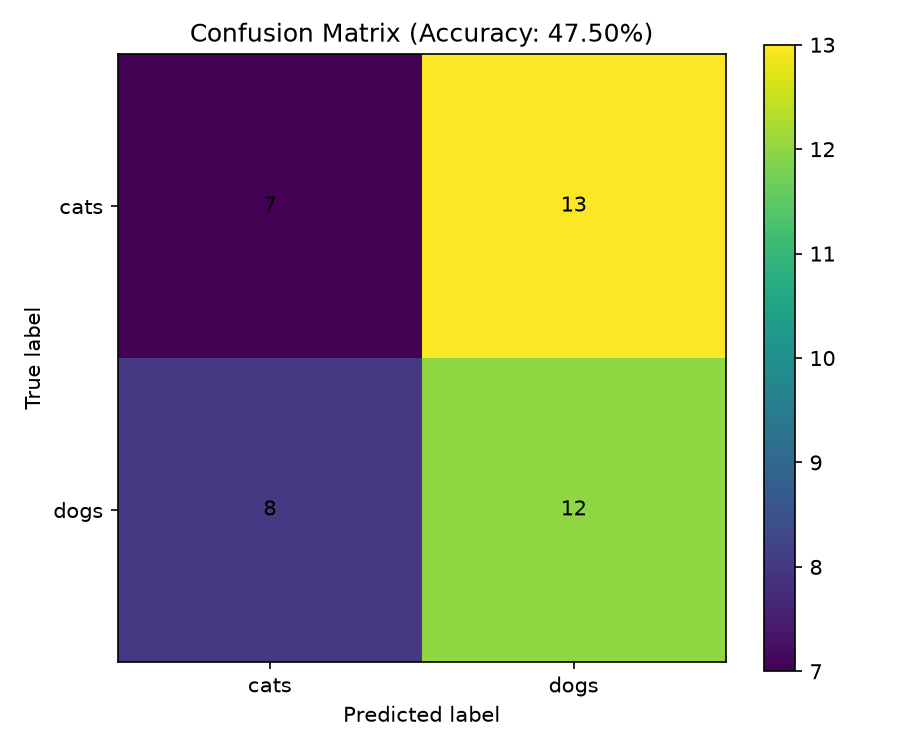 Confusion Matrix (Accuracy: 47.50%)
13
12
11
10
9
8
7
True label
cats
7
13
dogs
8
12
cats
dogs
Predicted label